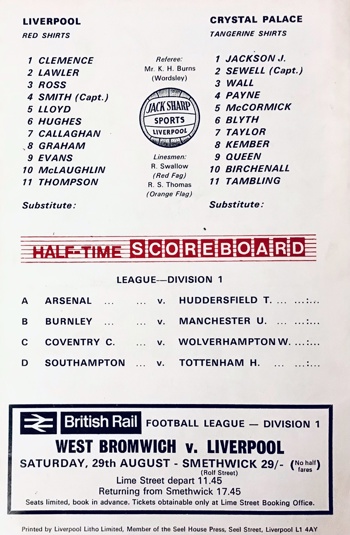 LIVERPOOL
RED SHIRTS
1 CLEMENCE
2 LAWLER
3 ROSS
4 SMITH (Capt.)
5 LLOYD
6 HUGHES
7 CALLAGHAN
8 GRAHAM
9 EVANS
10 McLAUGHLIN
11 THOMPSON
Substitute:
Referee:
Mr. K. H. Burns
(Wordsley)
JACK SHARP
SPORTS
LIVERPOOL
Linesmen:
R. Swallow
(Red Fag)
R. S. Thomas
(Orange Flag)
CRYSTAL PALACE
TANGERINE SHIRTS
1 JACKSON J.
2 SEWELL (Capt.)
3 WALL
4 PAYNE
5 McCORMICK
6 BLYTH
7 TAYLOR
8 KEMBER
9 QUEEN
10 BIRCHENALL
11 TAMBLING
Substitute:
HALF-TIME SCOREBOARD
LEAGUE—DIVISION 1
A ARSENAL ... ... v. HUDDERSFIELD T. ... ...:...
B BURNLEY ... ... v. MANCHESTER U. ... ...:...
C COVENTRY C. ... v. WOLVERHAMPTON W. ... ...:...
D SOUTHAMPTON ... v. TOTTENHAM H. ... ...:...
British Rail FOOTBALL LEAGUE — DIVISION 1
WEST BROMWICH v. LIVERPOOL
SATURDAY, 29th AUGUST - SMETHWICK 29/- (No half fares)
(Rolf Street)
Lime Street depart 11.45
Returning from Smethwick 17.45
Seats limited, book in advance. Tickets obtainable only at Lime Street Booking Office.
Printed by Liverpool Litho Limited, Member of the Seel House Press, Seel Street, Liverpool L1 4AY